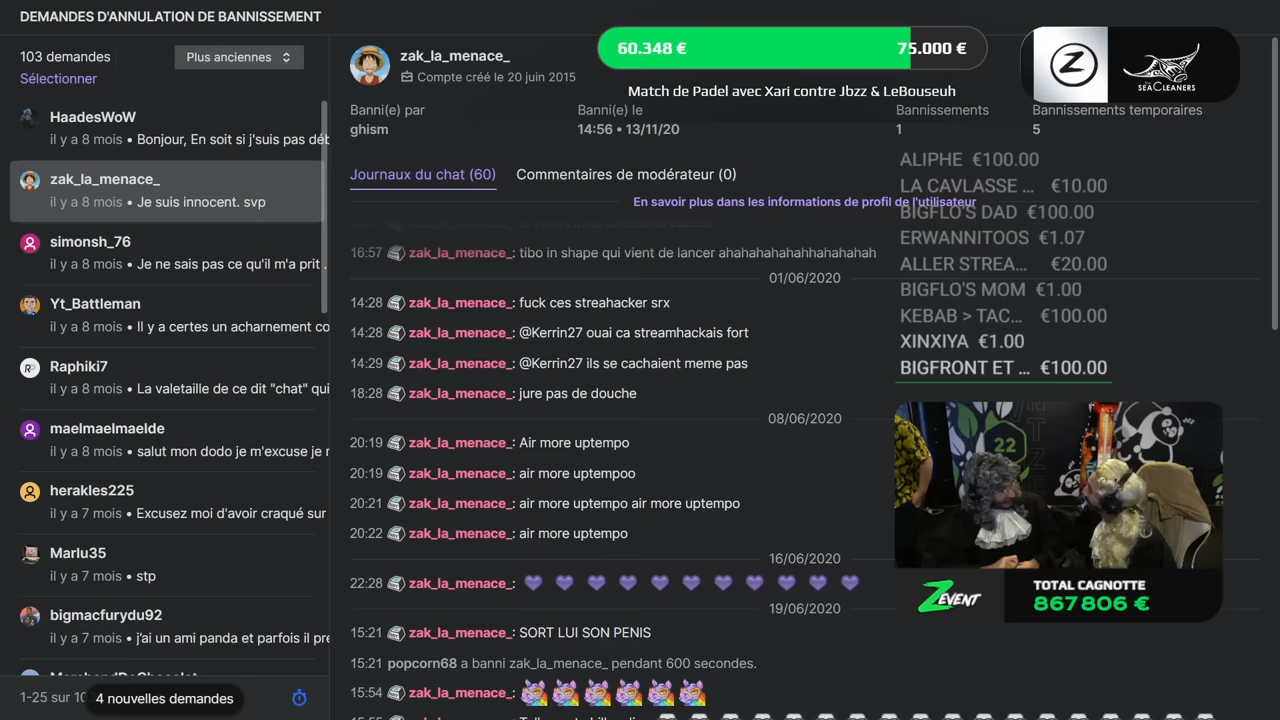 DEMANDES D'ANNULATION DE BANNISSEMENT
103 demandes
Plus anciennes
Sélectionner
HaadesWoW
il y a 8 mois • Bonjour, En soit si j'suis pas déb
zak_la_menace_
il y a 8 mois • Je suis innocent. svp
simonsh_76
il y a 8 mois • Je ne sais pas ce qu'il m'a prit .
Yt_Battleman
il y a 8 mois • Il y a certes un acharnement co
Raphiki7
il y a 8 mois • La valetaille de ce dit "chat" qui
maelmaelmaelde
il y a 8 mois • salut mon dodo je m'excuse je r
herakles225
il y a 7 mois • Excusez moi d'avoir craqué sur
Marlu35
il y a 7 mois • stp
bigmacfurydu92
il y a 7 mois • j'ai un ami panda et parfois il pre
1-25 sur 10
4 nouvelles demandes
zak_la_menace_
Compte créé le 20 juin 2015
60.348 €
75.000 €
Match de Padel avec Xari contre Jbzz & LeBouseuh
Z
THE SEACLEANERS
Banni(e) par
ghism
Banni(e) le
14:56 • 13/11/20
Bannissements
1
Bannissements temporaires
5
Journaux du chat (60)
Commentaires de modérateur (0)
En savoir plus dans les informations de profil de l'utilisateur
16:57 zak_la_menace_: tibo in shape qui vient de lancer ahahahahahahhahahahah
01/06/2020
14:28 zak_la_menace_: fuck ces streahacker srx
14:28 zak_la_menace_: @Kerrin27 ouai ca streamhackais fort
14:29 zak_la_menace_: @Kerrin27 ils se cachaient meme pas
18:28 zak_la_menace_: jure pas de douche
08/06/2020
20:19 zak_la_menace_: Air more uptempo
20:19 zak_la_menace_: air more uptempoo
20:21 zak_la_menace_: air more uptempo air more uptempo
20:22 zak_la_menace_: air more uptempo
16/06/2020
22:28 zak_la_menace_: 💜 💜 💜 💜 💜 💜 💜 💜 💜 💜 💜
19/06/2020
15:21 zak_la_menace_: SORT LUI SON PENIS
15:21 popcorn68 a banni zak_la_menace_ pendant 600 secondes.
15:54 zak_la_menace_:
ALIPHE €100.00
LA CAVLASSE ... €10.00
BIGFLO'S DAD €100.00
ERWANNITOOS €1.07
ALLER STREA... €20.00
BIGFLO'S MOM €1.00
KEBAB > TAC... €100.00
XINXIYA €1.00
BIGFRONT ET ... €100.00
22
ZEVENT
TOTAL CAGNOTTE
867 806 €